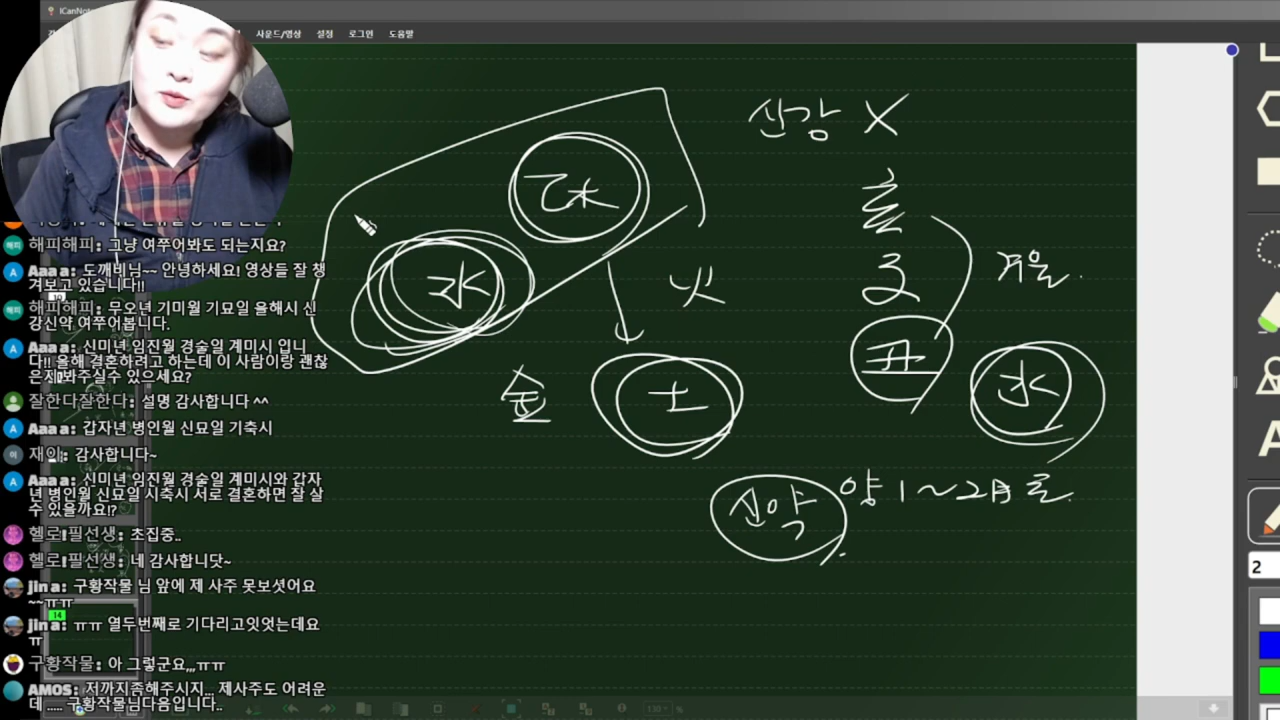 ICanNote
사운드/영상 설정 로그인 도움말
신강 X
乙木
水
火
金
土
子
丑
겨울.
水
신약 양 1~2月로
해피해피: 그냥 여쭈어봐도 되는지요?
Aaaa: 도깨비님~~ 안녕하세요! 영상들 잘 챙
겨보고 있습니다!!
해피해피: 무오년 기미월 기묘일 을해시 신
강신약 여쭈어봅니다.
Aaaa: 신미년 임진월 경술일 계미시 입니
다!! 올해 결혼하려고 하는데 이 사람이랑 괜찮
은지 봐주실수 있으세요?
잘한다잘한다: 설명 감사합니다 ^^
Aaaa: 갑자년 병인월 신묘일 기축시
재인: 감사합니다~
Aaaa: 신미년 임진월 경술일 계미시와 갑자
년 병인월 신묘일 시축시 서로 결혼하면 잘 살
수 있을까요!?
헬로!필선생: 초집중..
헬로!필선생: 네 감사합니닷~
jina: 구황작물 님 앞에 제 사주 못보셧어요
~~ㅠㅠ
jina: ㅠㅠ 열두번째로 기다리고잇엇는데요
ㅠ
구황작물: 아 그렇군요,,,ㅠㅠ
AMOS: 저까지좀해주시지... 제사주도 어려운
데 ..... 구황작물님다음입니다..
14
2
130 %